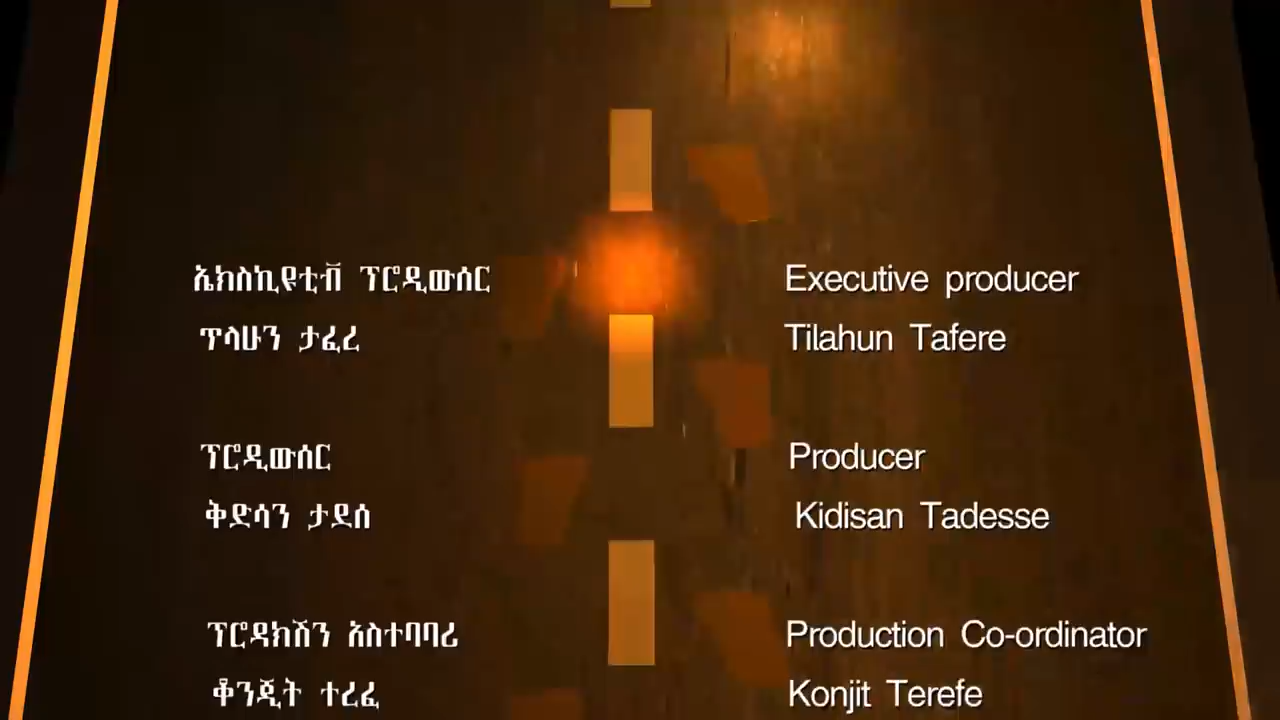 ኤክስኪዩቲቭ ፕሮዲውሰር
Executive producer
ጥላሁን ታፈረ
Tilahun Tafere
ፕሮዲውሰር
Producer
ቅድሳን ታደሰ
Kidisan Tadesse
ፕሮዳክሽን አስተባባሪ
Production Co-ordinator
ቆንጂት ተረፈ
Konjit Terefe